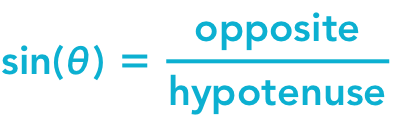 sin(θ) = opposite
hypotenuse